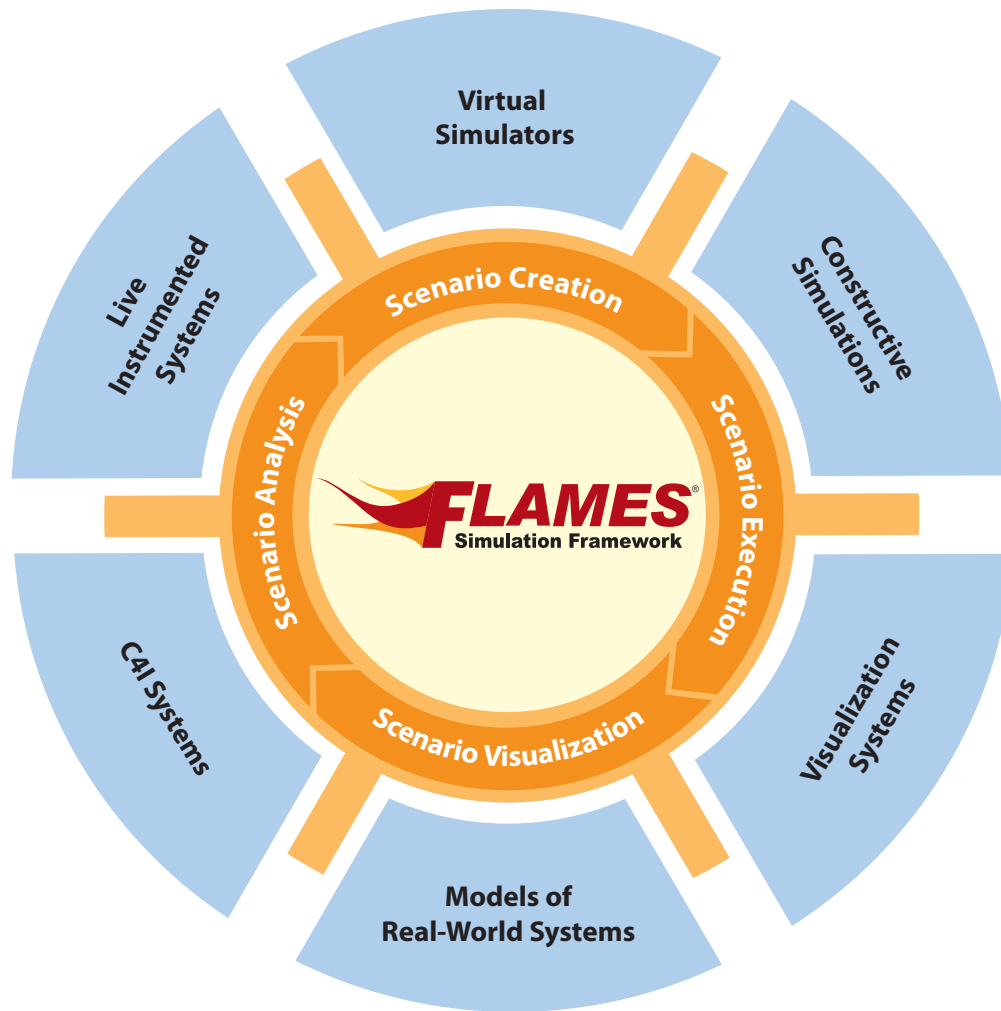 Virtual
Simulators
Constructive
Simulations
Visualization
Systems
Models of
Real-World Systems
C4I Systems
Live
Instrumented
Systems
Scenario Creation
Scenario Execution
Scenario Visualization
Scenario Analysis
FLAMES®
Simulation Framework